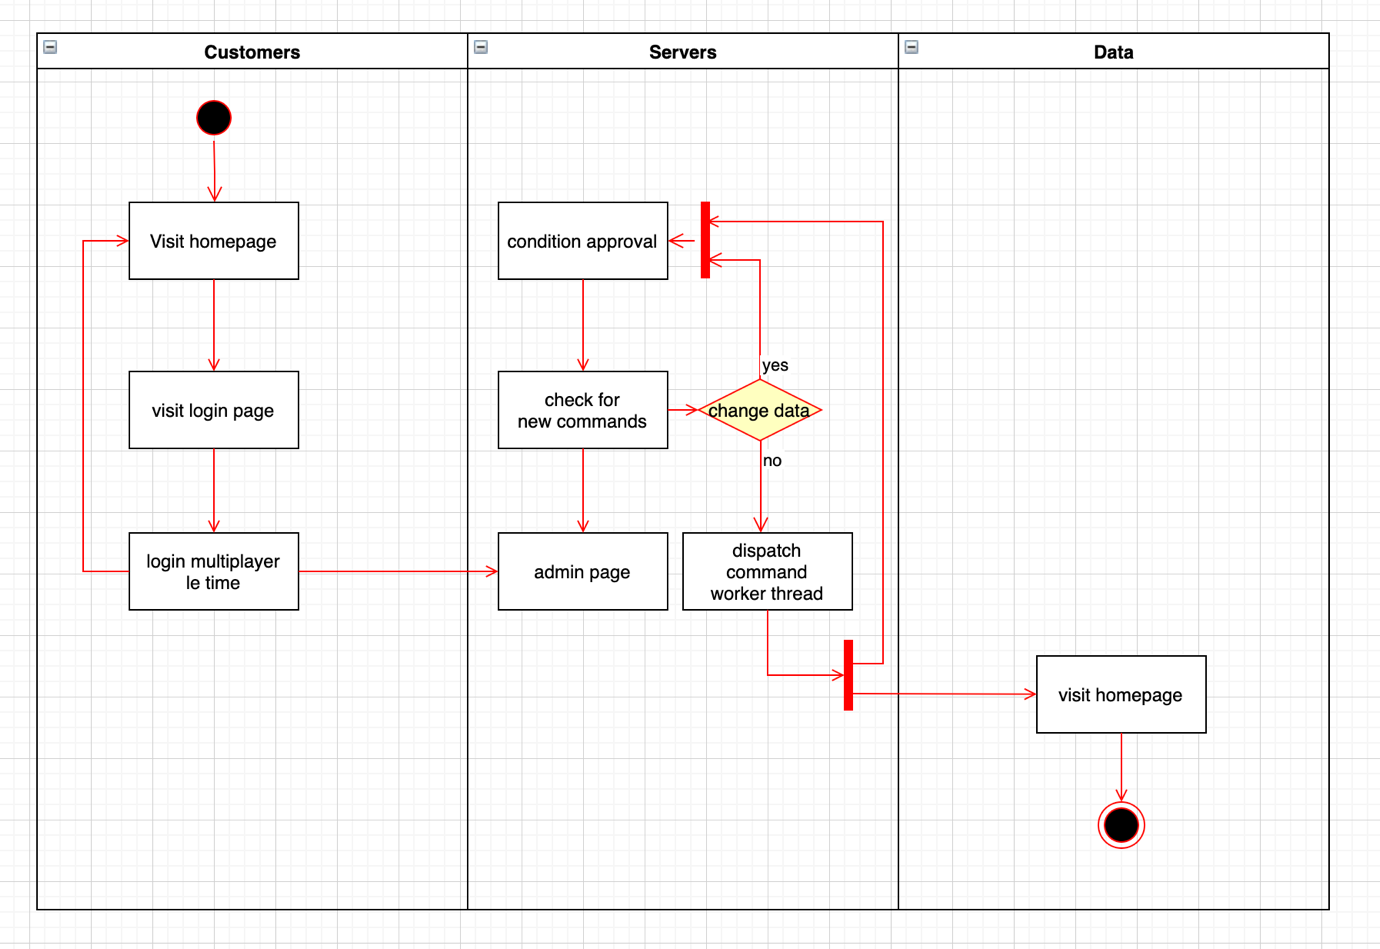 Customers
Servers
Data
Visit homepage
condition approval
yes
visit login page
check for
new commands
change data
no
login multiplayer
le time
admin page
dispatch
command
worker thread
visit homepage